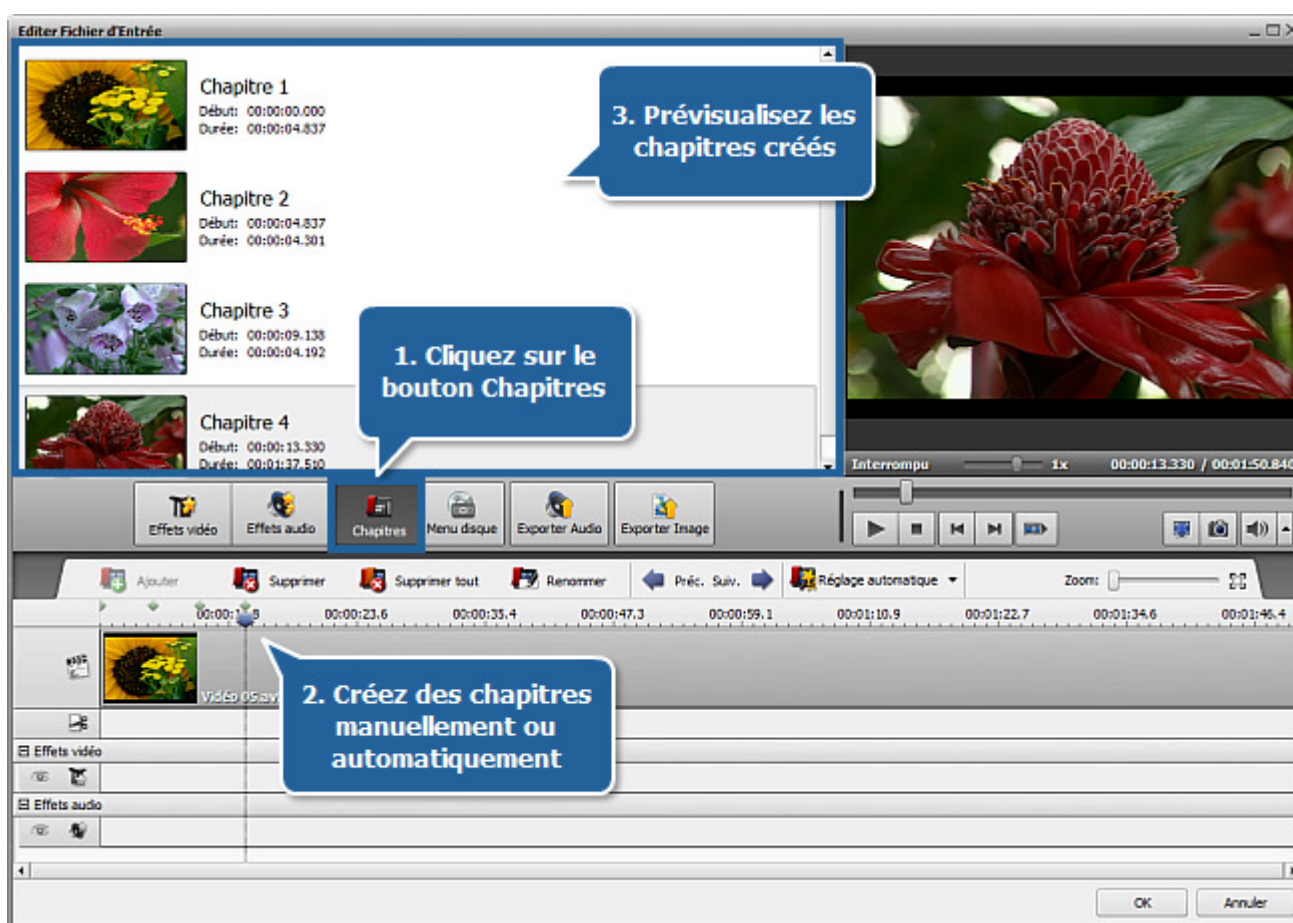 Editer Fichier d'Entrée
Chapitre 1
Début: 00:00:00.000
Durée: 00:00:04.837
3. Prévisualisez les
chapitres créés
Chapitre 2
Début: 00:00:04.837
Durée: 00:00:04.301
Chapitre 3
Début: 00:00:09.138
Durée: 00:00:04.192
1. Cliquez sur le
bouton Chapitres
Chapitre 4
Début: 00:00:13.330
Durée: 00:01:37.510
Interrompu 1x 00:00:13.330 / 00:01:50.840
Effets vidéo Effets audio Chapitres Menu disque Exporter Audio Exporter Image
Ajouter Supprimer Supprimer tout Renommer Préc. Suiv. Réglage automatique Zoom:
00:00:23.6 00:00:35.4 00:00:47.3 00:00:59.1 00:01:10.9 00:01:22.7 00:01:34.6 00:01:46.4
Vidéo 05.av
2. Créez des chapitres
manuellement ou
automatiquement
Effets vidéo
Effets audio
OK Annuler